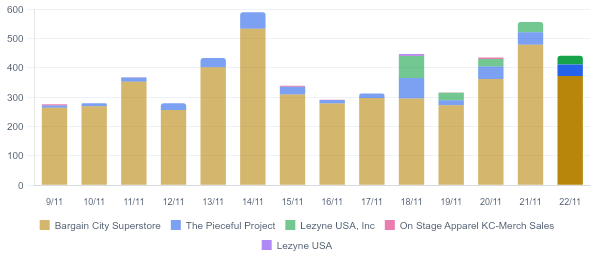 600
500
400
300
200
100
0
9/11 10/11 11/11 12/11 13/11 14/11 15/11 16/11 17/11 18/11 19/11 20/11 21/11 22/11
Bargain City Superstore The Pieceful Project Lezyne USA, Inc On Stage Apparel KC-Merch Sales
Lezyne USA